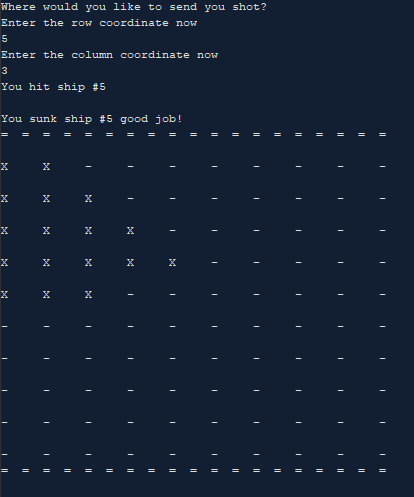 Where would you like to send you shot?
Enter the row coordinate now
5
Enter the column coordinate now
3
You hit ship #5
You sunk ship #5 good job!
= = = = = = = = = = = = = = = = = = =
X X - - - - - - - -
X X X - - - - - - -
X X X X - - - - - -
X X X X X - - - - -
X X X - - - - - - -
- - - - - - - - - -
- - - - - - - - - -
- - - - - - - - - -
- - - - - - - - - -
- - - - - - - - - -
= = = = = = = = = = = = = = = = = = =